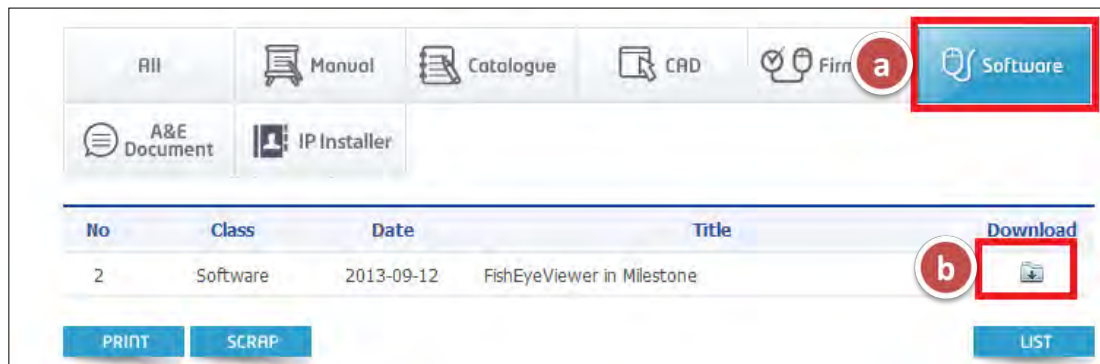 All
Manual
Catalogue
CAD
Firm
a
Software
A&E
Document
IP Installer
No Class Date Title Download
2 Software 2013-09-12 FishEyeViewer in Milestone
b
PRINT SCRAP LIST